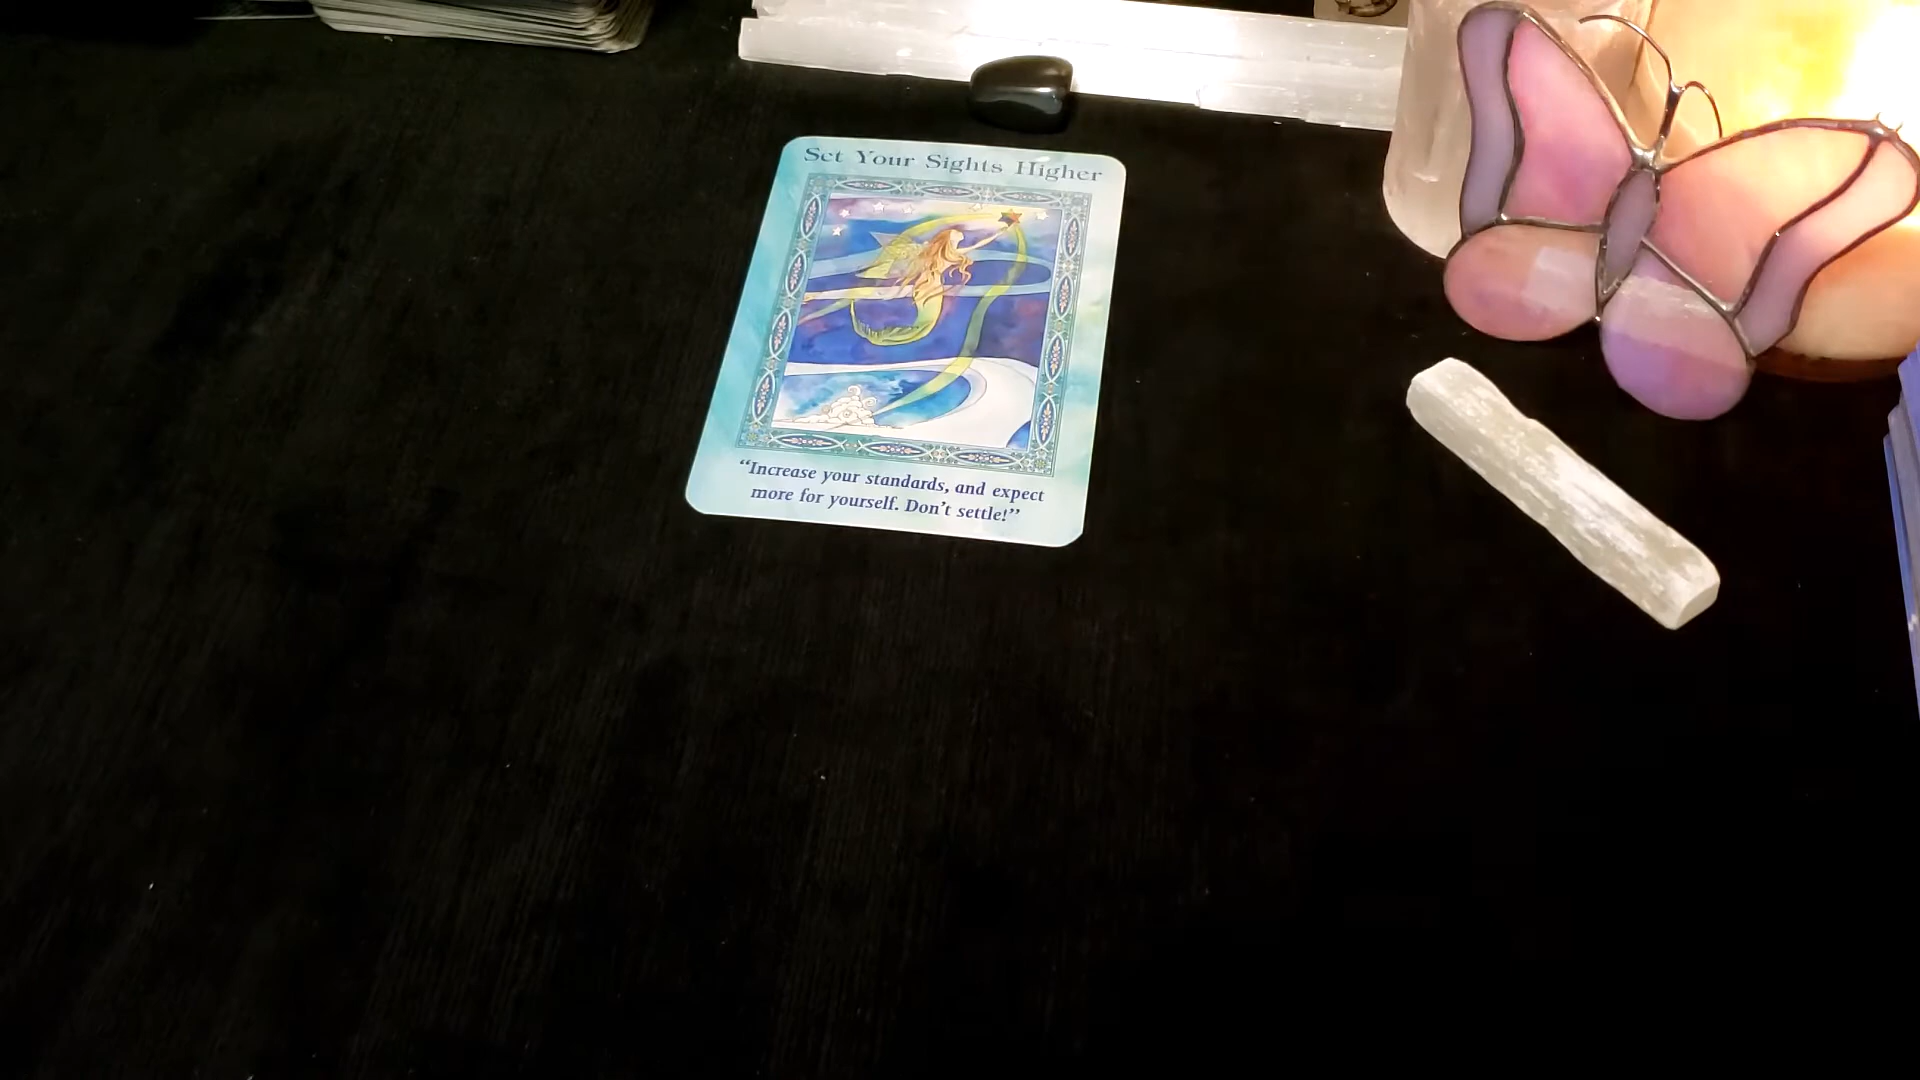 Set Your Sights Higher
“Increase your standards, and expect
more for yourself. Don’t settle!”